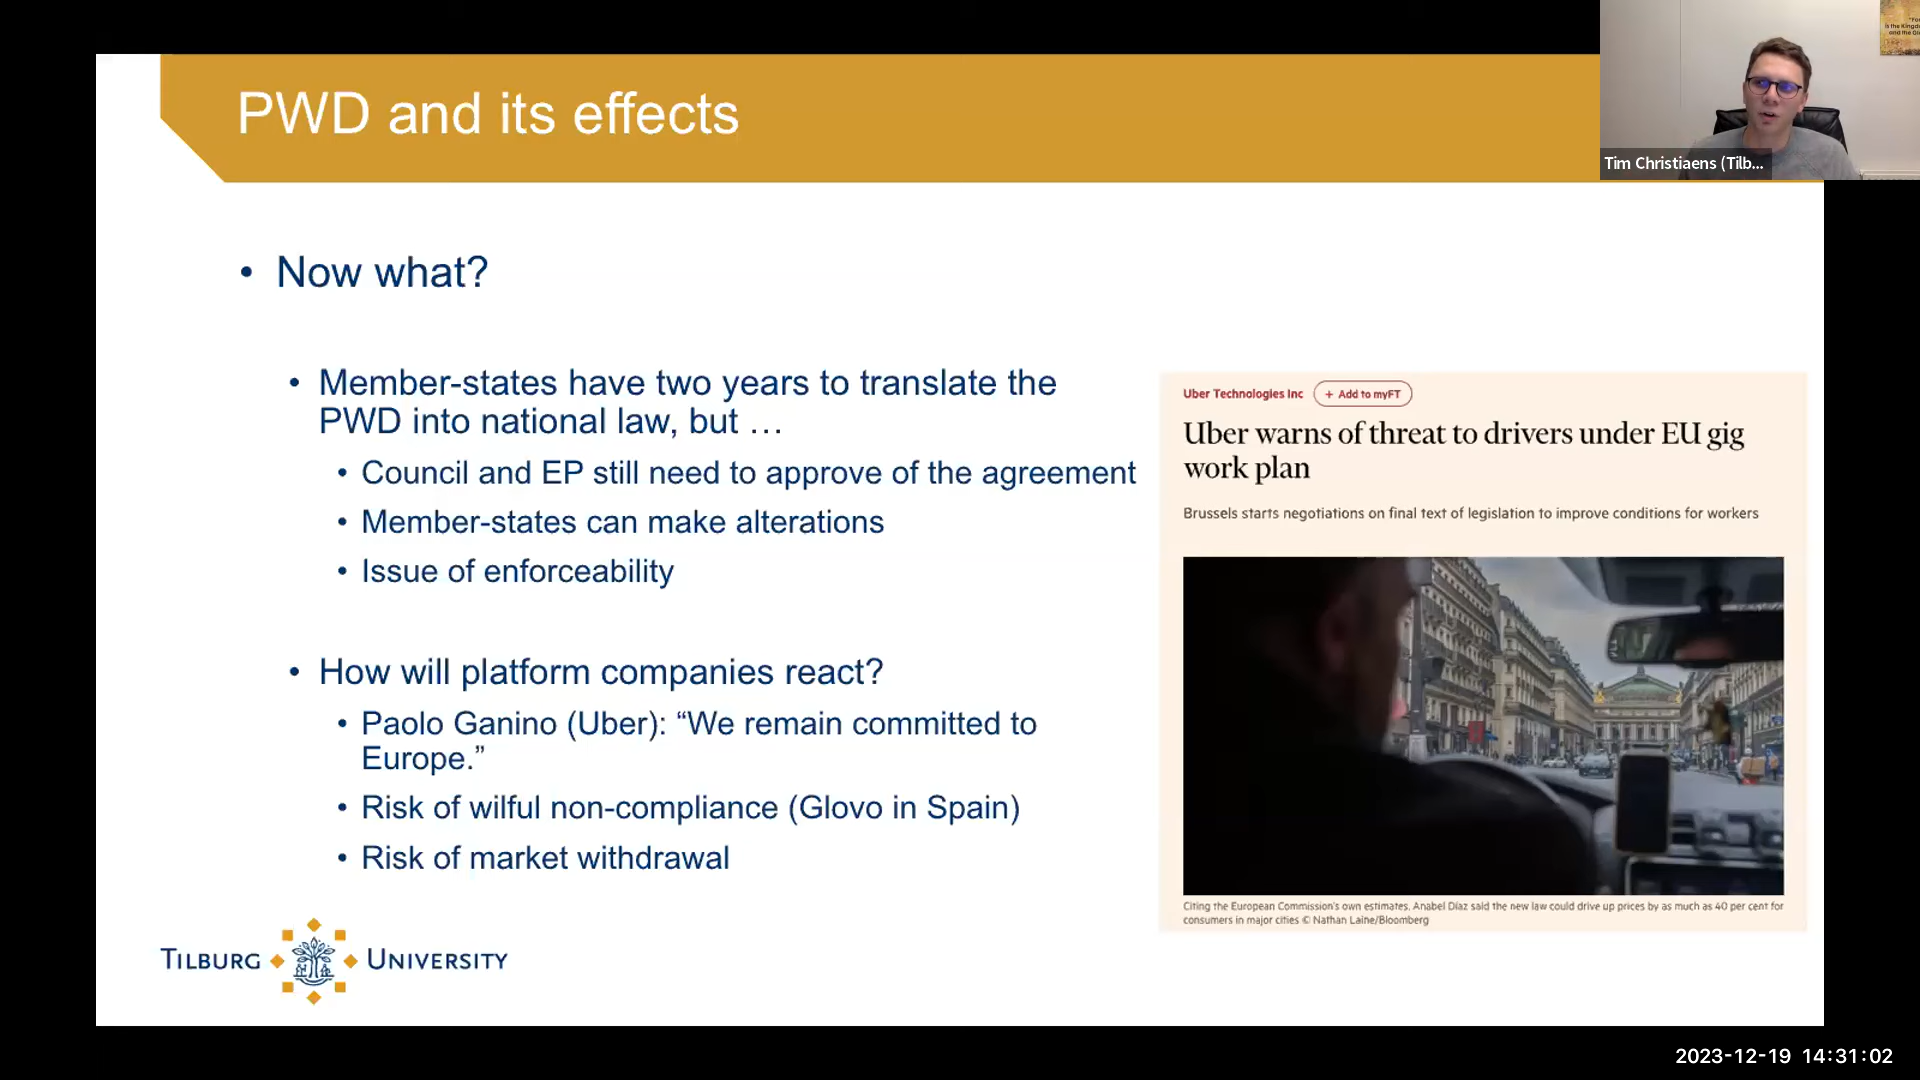 PWD and its effects
"For
is the Kingd
and the Gl
Tim Christiaens (Tilb...
• Now what?
• Member-states have two years to translate the
PWD into national law, but …
• Council and EP still need to approve of the agreement
• Member-states can make alterations
• Issue of enforceability
• How will platform companies react?
• Paolo Ganino (Uber): “We remain committed to
Europe.”
• Risk of wilful non-compliance (Glovo in Spain)
• Risk of market withdrawal
Uber Technologies Inc + Add to myFT
Uber warns of threat to drivers under EU gig
work plan
Brussels starts negotiations on final text of legislation to improve conditions for workers
Citing the European Commission's own estimates, Anabel Díaz said the new law could drive up prices by as much as 40 per cent for
consumers in major cities © Nathan Laine/Bloomberg
TILBURG UNIVERSITY
2023-12-19 14:31:02